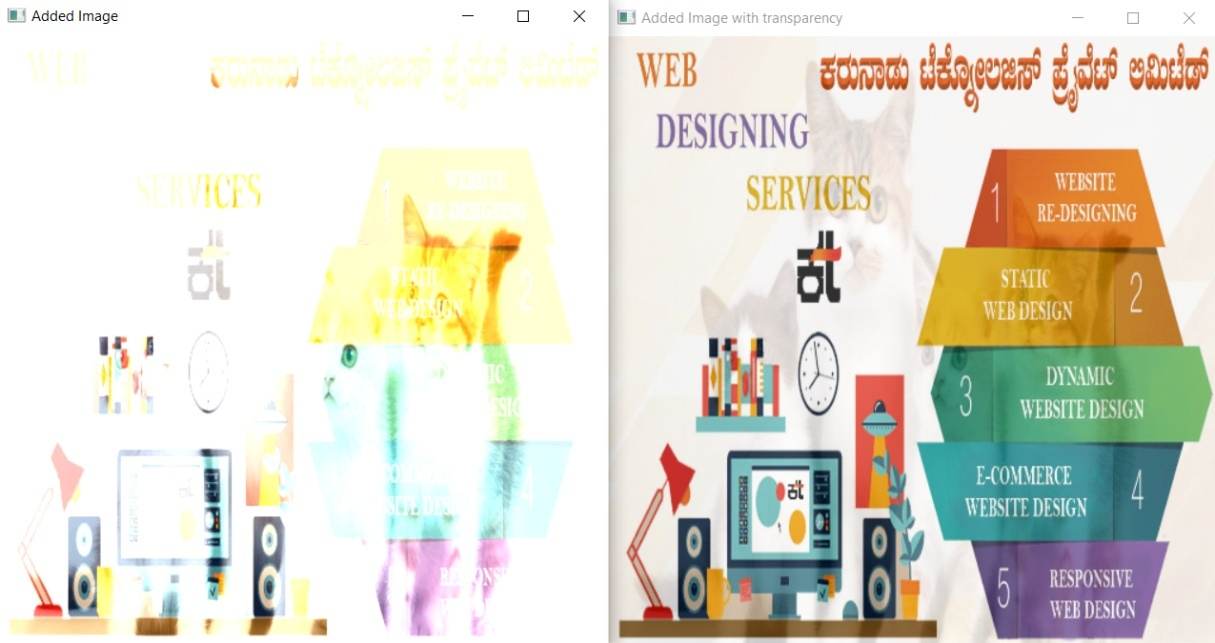 Added Image
WEB ಕರುನಾಡು ಟೆಕ್ನೋಲಜಿಸ್ ಪ್ರೈವೆಟ್ ಲಿಮಿಟೆಡ್
SERVICES
ಕt
1 WEBSITE
RE-DESIGNING
STATIC
WEB DESIGN
2
4
Added Image with transparency
WEB ಕರುನಾಡು ಟೆಕ್ನೋಲಜಿಸ್ ಪ್ರೈವೆಟ್ ಲಿಮಿಟೆಡ್
DESIGNING
SERVICES
ಕt
1 WEBSITE
RE-DESIGNING
STATIC
WEB DESIGN
2
3 DYNAMIC
WEBSITE DESIGN
E-COMMERCE
WEBSITE DESIGN
4
5 RESPONSIVE
WEB DESIGN